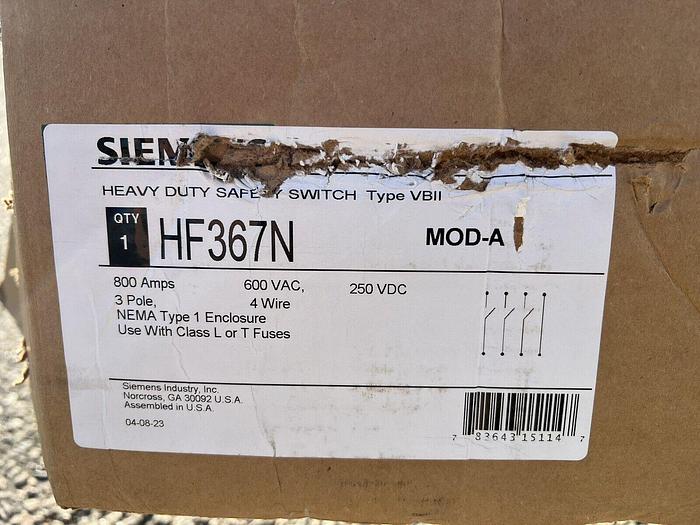 HEAVY DUTY SAFETY SWITCH Type VBII
QTY
1
HF367N
MOD-A
800 Amps 600 VAC, 250 VDC
3 Pole, 4 Wire
NEMA Type 1 Enclosure
Use With Class L or T Fuses
Siemens Industry, Inc.
Norcross, GA 30092 U.S.A.
Assembled in U.S.A.
04-08-23
7 83643 15114 7